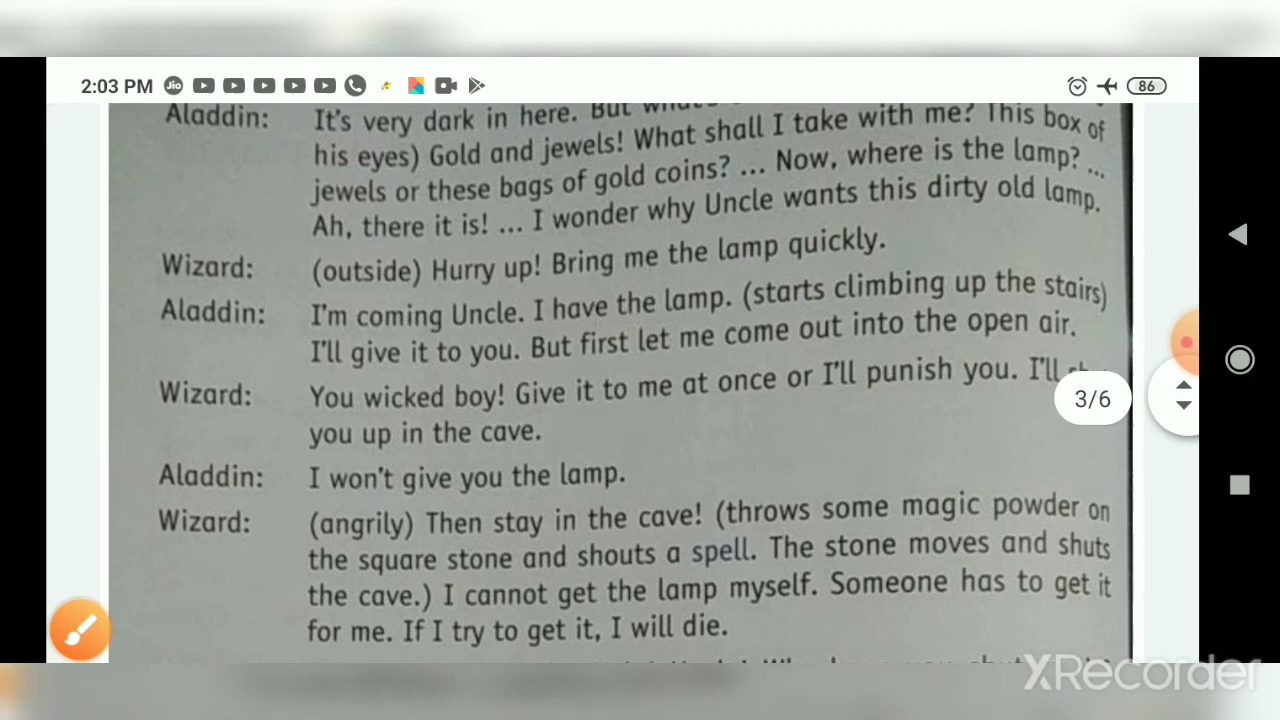 2:03 PM
86
Aladdin: It's very dark in here. But
his eyes) Gold and jewels! What shall I take with me? This box of
jewels or these bags of gold coins? ... Now, where is the lamp? ...
Ah, there it is! ... I wonder why Uncle wants this dirty old lamp.
Wizard: (outside) Hurry up! Bring me the lamp quickly.
Aladdin: I'm coming Uncle. I have the lamp. (starts climbing up the stairs)
I'll give it to you. But first let me come out into the open air.
Wizard: You wicked boy! Give it to me at once or I'll punish you. I'll
you up in the cave.
3/6
Aladdin: I won't give you the lamp.
Wizard: (angrily) Then stay in the cave! (throws some magic powder on
the square stone and shouts a spell. The stone moves and shuts
the cave.) I cannot get the lamp myself. Someone has to get it
for me. If I try to get it, I will die.
XRecorder